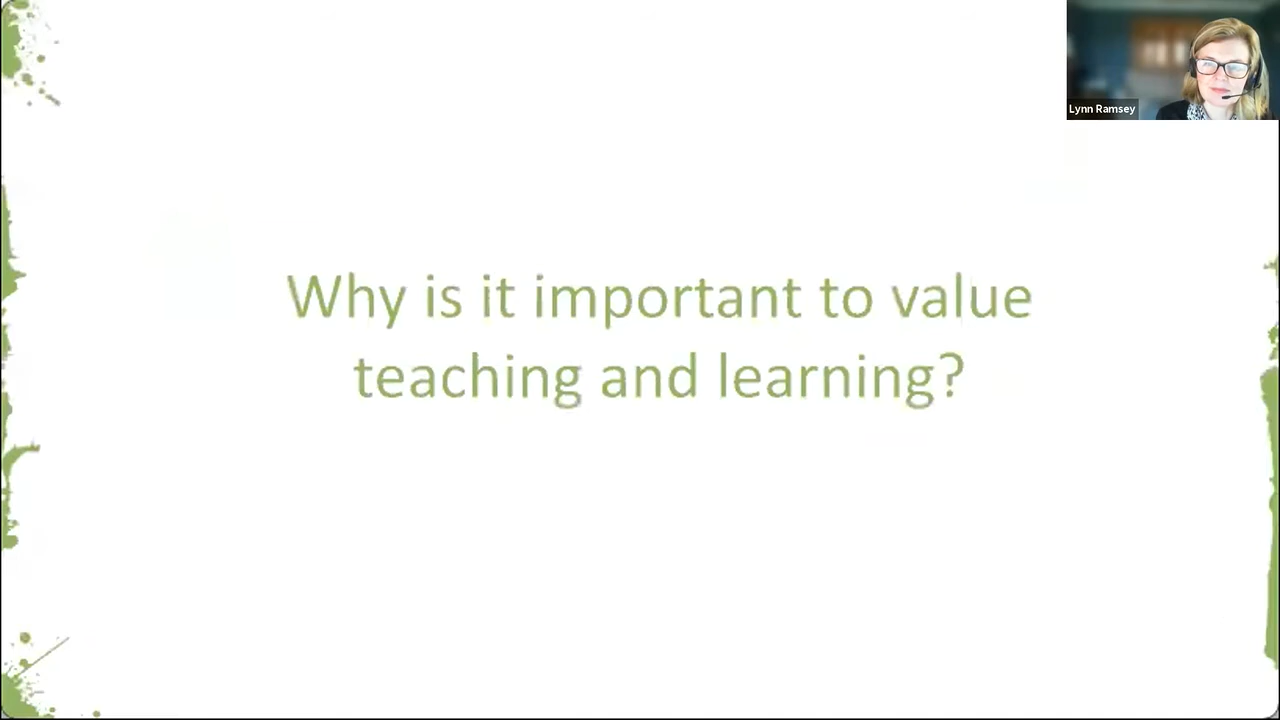 Lynn Ramsey
Why is it important to value
teaching and learning?